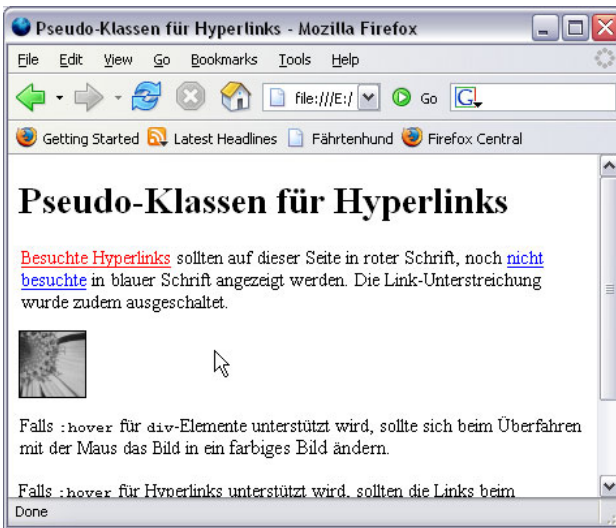 Pseudo-Klassen für Hyperlinks - Mozilla Firefox
File Edit View Go Bookmarks Tools Help
file:///E:/ Go G
Getting Started Latest Headlines Fährtenhund Firefox Central
Pseudo-Klassen für Hyperlinks
Besuchte Hyperlinks sollten auf dieser Seite in roter Schrift, noch nicht
besuchte in blauer Schrift angezeigt werden. Die Link-Unterstreichung
wurde zudem ausgeschaltet.
Falls :hover für div-Elemente unterstützt wird, sollte sich beim Überfahren
mit der Maus das Bild in ein farbiges Bild ändern.
Falls :hover für Hyperlinks unterstützt wird, sollten die Links beim
Done